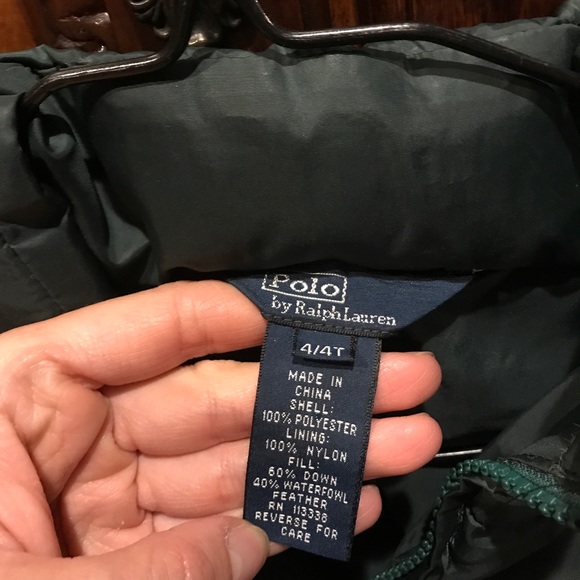 Polo
by Ralph Lauren
4/4T
MADE IN
CHINA
SHELL:
100% POLYESTER
LINING:
100% NYLON
FILL:
60% DOWN
40% WATERFOWL
FEATHER
RN 113338
REVERSE FOR
CARE